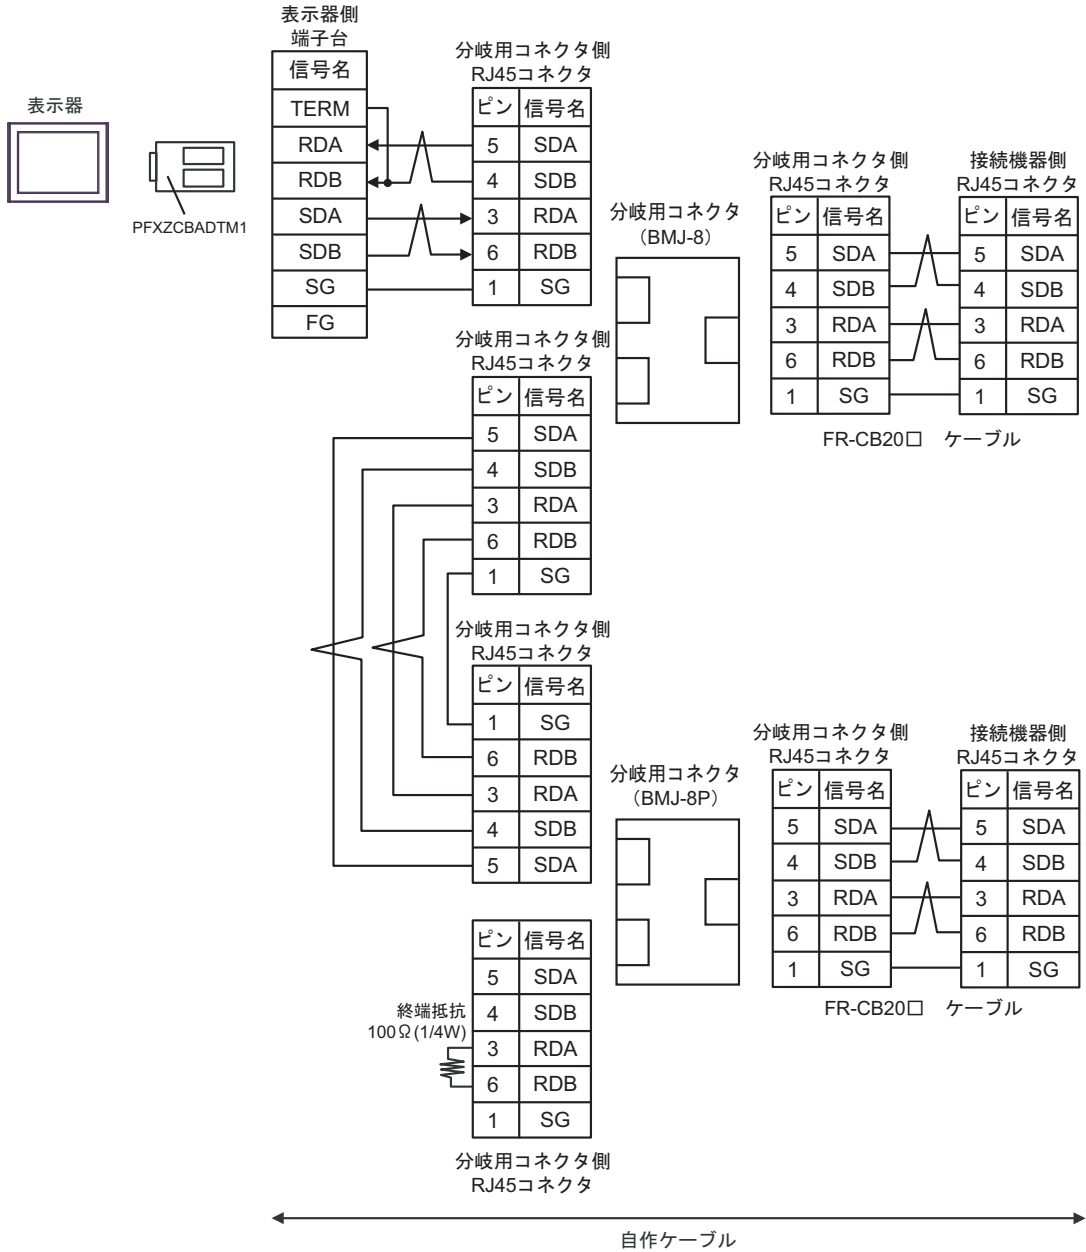 表示器
PFXZCBADTM1
表示器側
端子台
信号名
TERM
RDA
RDB
SDA
SDB
SG
FG
分岐用コネクタ側
RJ45コネクタ
ピン 信号名
5 SDA
4 SDB
3 RDA
6 RDB
1 SG
分岐用コネクタ
（BMJ-8）
分岐用コネクタ側
RJ45コネクタ
ピン 信号名
5 SDA
4 SDB
3 RDA
6 RDB
1 SG
接続機器側
RJ45コネクタ
ピン 信号名
5 SDA
4 SDB
3 RDA
6 RDB
1 SG
FR-CB20□ ケーブル
分岐用コネクタ側
RJ45コネクタ
ピン 信号名
5 SDA
4 SDB
3 RDA
6 RDB
1 SG
分岐用コネクタ側
RJ45コネクタ
ピン 信号名
1 SG
6 RDB
3 RDA
4 SDB
5 SDA
分岐用コネクタ
（BMJ-8P）
分岐用コネクタ側
RJ45コネクタ
ピン 信号名
5 SDA
4 SDB
3 RDA
6 RDB
1 SG
接続機器側
RJ45コネクタ
ピン 信号名
5 SDA
4 SDB
3 RDA
6 RDB
1 SG
FR-CB20□ ケーブル
終端抵抗
100Ω(1/4W)
ピン 信号名
5 SDA
4 SDB
3 RDA
6 RDB
1 SG
分岐用コネクタ側
RJ45コネクタ
自作ケーブル